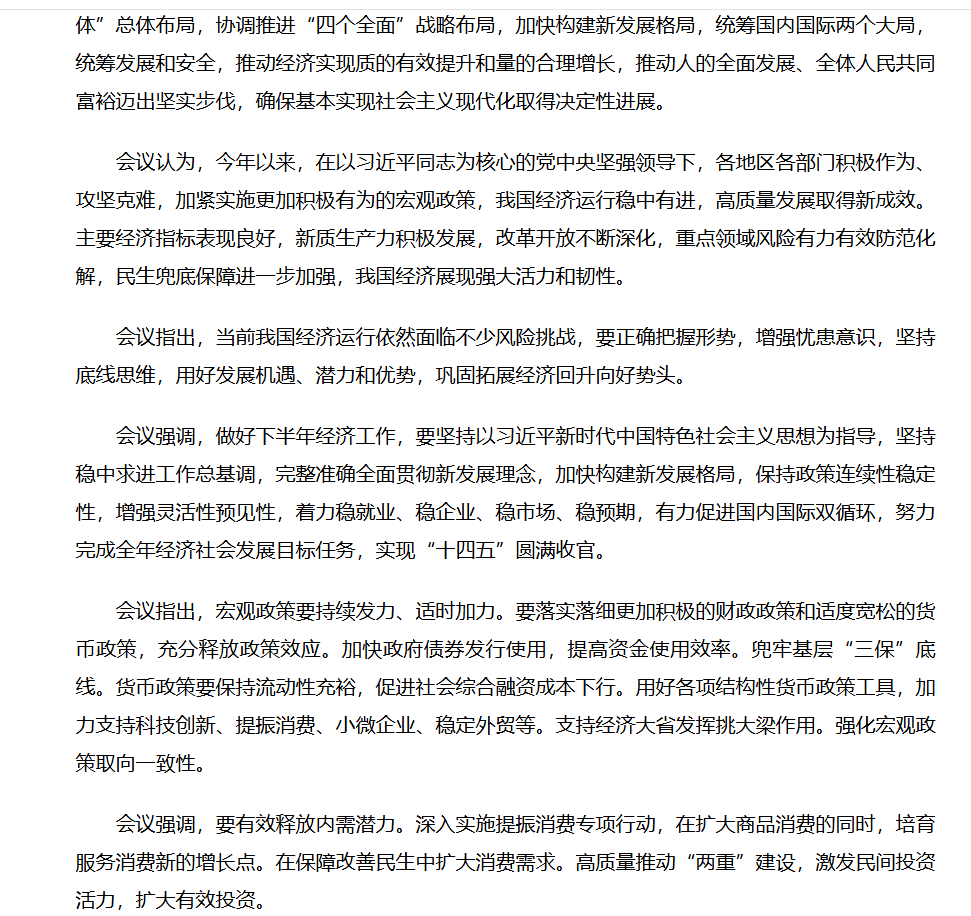 体”总体布局，协调推进“四个全面”战略布局，加快构建新发展格局，统筹国内国际两个大局，
统筹发展和安全，推动经济实现质的有效提升和量的合理增长，推动人的全面发展、全体人民共同
富裕迈出坚实步伐，确保基本实现社会主义现代化取得决定性进展。
会议认为，今年以来，在以习近平同志为核心的党中央坚强领导下，各地区各部门积极作为、
攻坚克难，加紧实施更加积极有为的宏观政策，我国经济运行稳中有进，高质量发展取得新成效。
主要经济指标表现良好，新质生产力积极发展，改革开放不断深化，重点领域风险有力有效防范化
解，民生兜底保障进一步加强，我国经济展现强大活力和韧性。
会议指出，当前我国经济运行依然面临不少风险挑战，要正确把握形势，增强忧患意识，坚持
底线思维，用好发展机遇、潜力和优势，巩固拓展经济回升向好势头。
会议强调，做好下半年经济工作，要坚持以习近平新时代中国特色社会主义思想为指导，坚持
稳中求进工作总基调，完整准确全面贯彻新发展理念，加快构建新发展格局，保持政策连续性稳定
性，增强灵活性预见性，着力稳就业、稳企业、稳市场、稳预期，有力促进国内国际双循环，努力
完成全年经济社会发展目标任务，实现“十四五”圆满收官。
会议指出，宏观政策要持续发力、适时加力。要落实落细更加积极的财政政策和适度宽松的货
币政策，充分释放政策效应。加快政府债券发行使用，提高资金使用效率。兜牢基层“三保”底
线。货币政策要保持流动性充裕，促进社会综合融资成本下行。用好各项结构性货币政策工具，加
力支持科技创新、提振消费、小微企业、稳定外贸等。支持经济大省发挥挑大梁作用。强化宏观政
策取向一致性。
会议强调，要有效释放内需潜力。深入实施提振消费专项行动，在扩大商品消费的同时，培育
服务消费新的增长点。在保障改善民生中扩大消费需求。高质量推动“两重”建设，激发民间投资
活力，扩大有效投资。